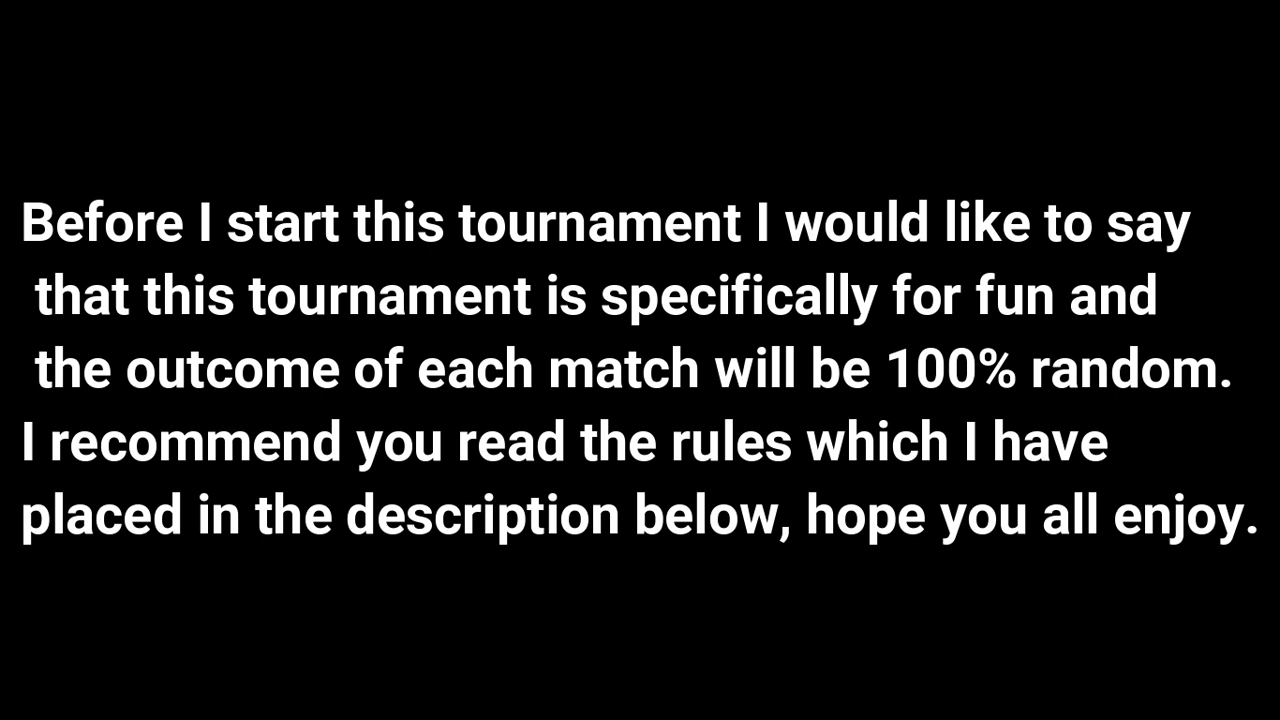 Before I start this tournament I would like to say
that this tournament is specifically for fun and
the outcome of each match will be 100% random.
I recommend you read the rules which I have
placed in the description below, hope you all enjoy.